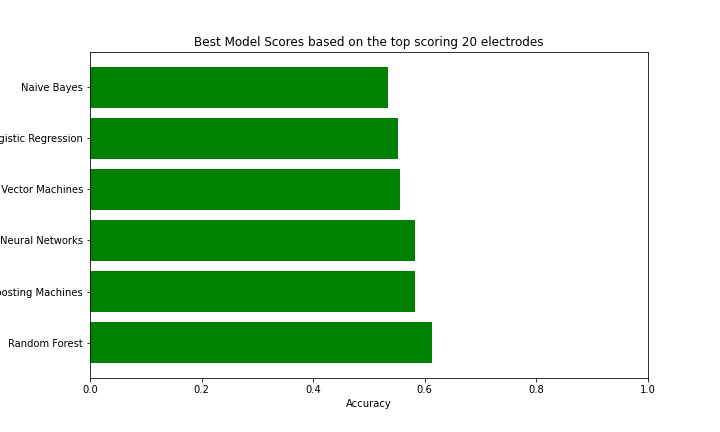 Best Model Scores based on the top scoring 20 electrodes
Naive Bayes
gistic Regression
Vector Machines
Neural Networks
osting Machines
Random Forest
0.0 0.2 0.4 0.6 0.8 1.0
Accuracy